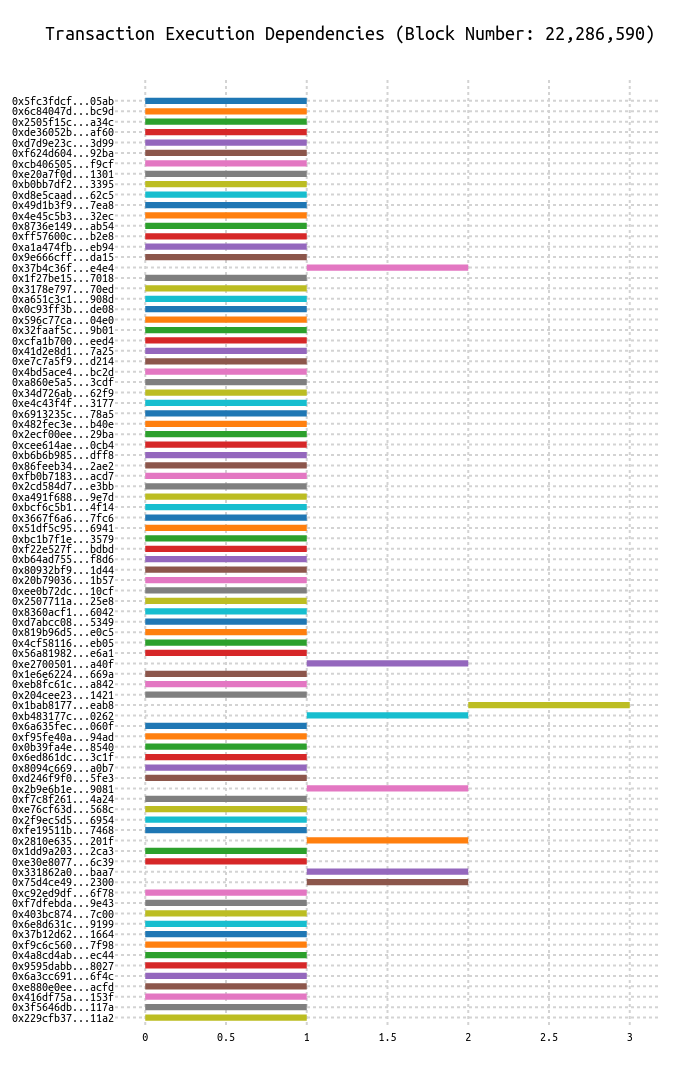 Transaction Execution Dependencies (Block Number: 22,286,590)
0x5fc3fdcf...05ab
0x6c84047d...bc9d
0x2505f15c...a34c
0xde36052b...af60
0xd7d9e23c...3d99
0xf624d604...92ba
0xcb406505...f9cf
0xe20a7f0d...1301
0xb0bb7df2...3395
0xd8e5caad...62c5
0x49d1b3f9...7ea8
0x4e45c5b3...32ec
0x8736e149...ab54
0xff57600c...b2e8
0xa1a474fb...eb94
0x9e666cff...da15
0x37b4c36f...e4e4
0x1f27be15...7018
0x3178e797...70ed
0xa651c3c1...908d
0x0c93ff3b...de08
0x596c77ca...04e0
0x32faaf5c...9b01
0xcfa1b700...eed4
0x41d2e8d1...7a25
0xe7c7a5f9...d214
0x4bd5ace4...bc2d
0xa860e5a5...3cdf
0x34d726ab...62f9
0xe4c43f4f...3177
0x6913235c...78a5
0x482fec3e...b40e
0x2ecf00ee...29ba
0xcee614ae...0cb4
0xb6b6b985...dff8
0x86feeb34...2ae2
0xfb0b7183...acd7
0x2cd584d7...e3bb
0xa491f688...9e7d
0xbcf6c5b1...4f14
0x3667f6a6...7fc6
0x51df5c95...6941
0xbc1b7f1e...3579
0xf22e527f...bdbd
0xb64ad755...f8d6
0x80932bf9...1d44
0x20b79036...1b57
0xee0b72dc...10cf
0x2507711a...25e8
0x8360acf1...6042
0xd7abcc08...5349
0x819b96d5...e0c5
0x4cf58116...eb05
0x56a81982...e6a1
0xe2700501...a40f
0x1e6e6224...669a
0xeb8fc61c...a842
0x204cee23...1421
0x1bab8177...eab8
0xb483177c...0262
0x6a635fec...060f
0xf95fe40a...94ad
0x0b39fa4e...8540
0x6ed861dc...3c1f
0x8094c669...a0b7
0xd246f9f0...5fe3
0x2b9e6b1e...9081
0xf7c8f261...4a24
0xe76cf63d...568c
0x2f9ec5d5...6954
0xfe19511b...7468
0x2810e635...201f
0x1dd9a203...2ca3
0xe30e8077...6c39
0x331862a0...baa7
0x75d4ce49...2300
0xc92ed9df...6f78
0xf7dfebda...9e43
0x403bc874...7c00
0x6e8d631c...9199
0x37b12d62...1664
0xf9c6c560...7f98
0x4a8cd4ab...ec44
0x9595dabb...8027
0x6a3cc691...6f4c
0xe880e0ee...acfd
0x416df75a...153f
0x3f5646db...117a
0x229cfb37...11a2
0 0.5 1 1.5 2 2.5 3